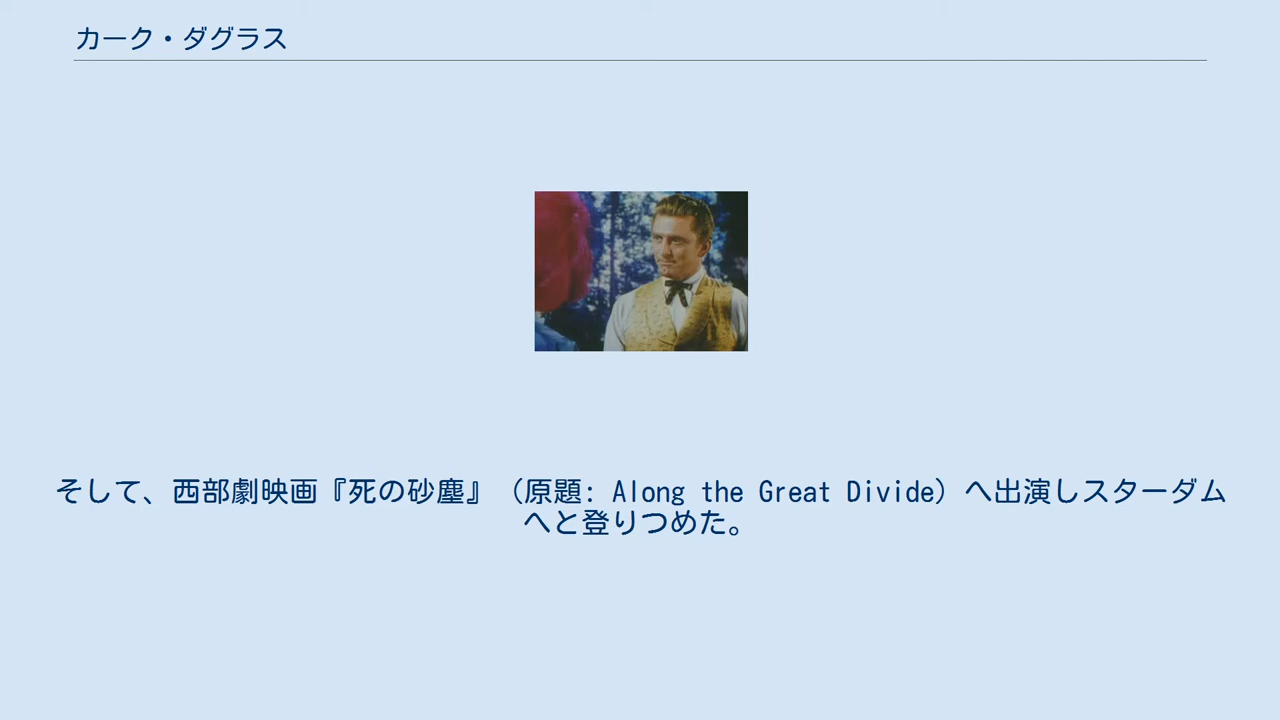 カーク・ダグラス
そして、西部劇映画『死の砂塵』（原題: Along the Great Divide）へ出演しスターダム
へと登りつめた。